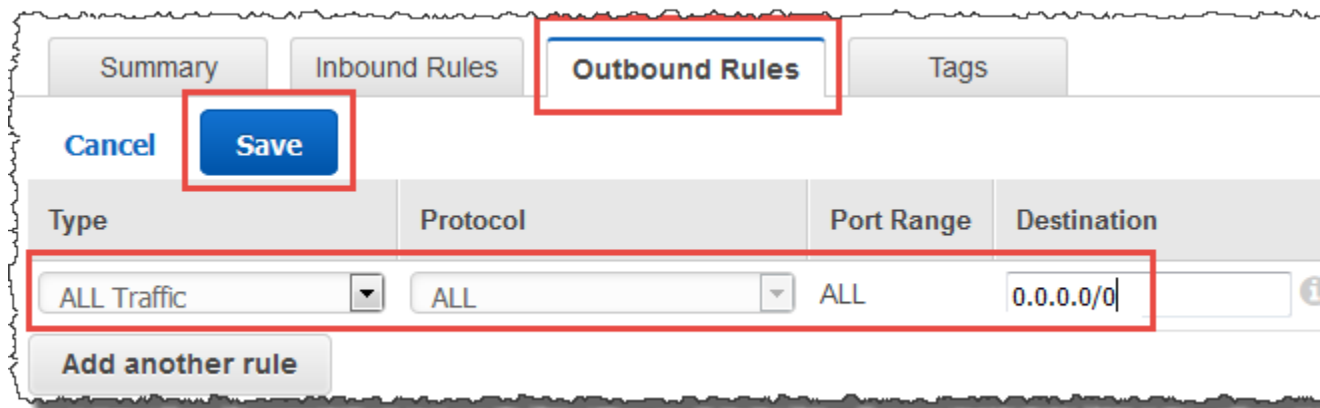 Summary Inbound Rules Outbound Rules Tags
Cancel Save
Type Protocol Port Range Destination
ALL Traffic ALL ALL 0.0.0.0/0
Add another rule